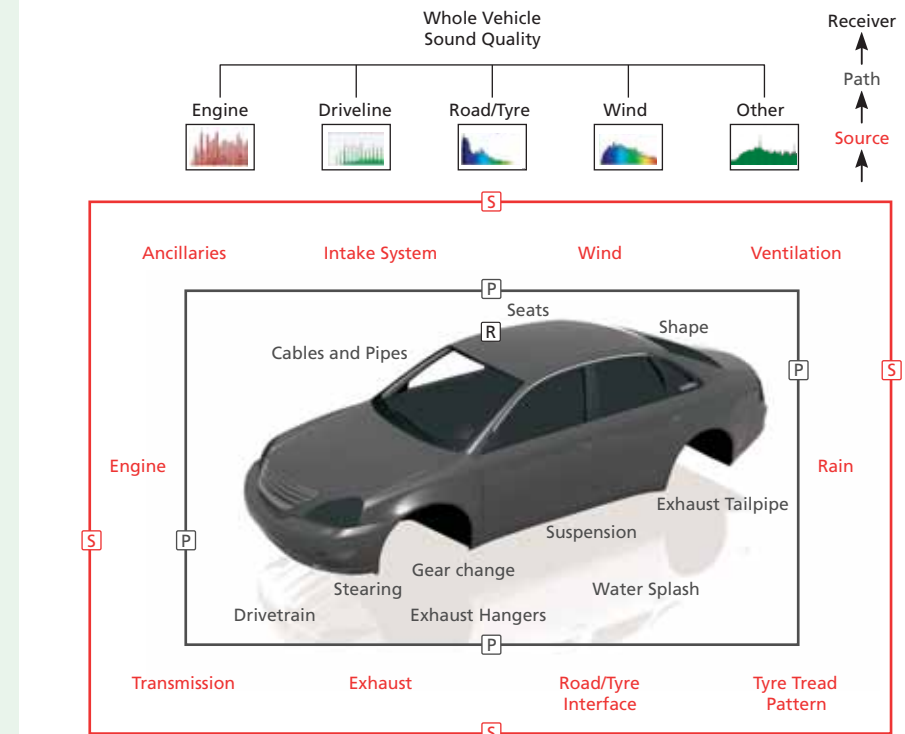 Whole Vehicle
Sound Quality
Receiver
Path
Source
Engine
Driveline
Road/Tyre
Wind
Other
S
Ancillaries
Intake System
Wind
Ventilation
P
Seats
R
Shape
Cables and Pipes
P
S
Engine
Rain
Exhaust Tailpipe
Suspension
S
P
Gear change
Stearing
Water Splash
Drivetrain
Exhaust Hangers
P
Transmission
Exhaust
Road/Tyre
Interface
Tyre Tread
Pattern
S